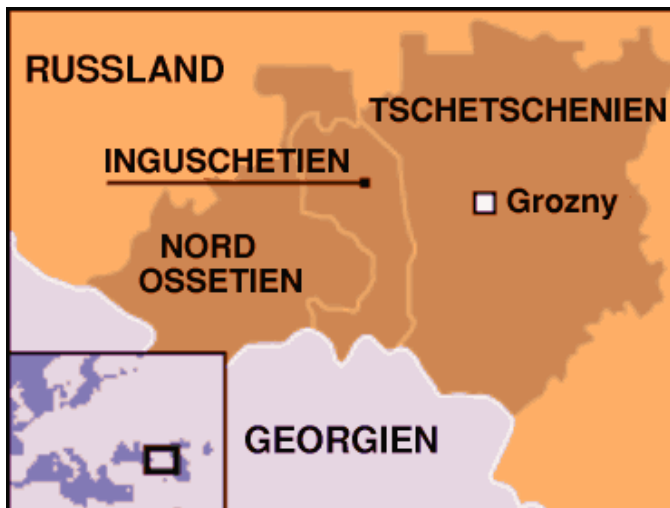 RUSSLAND
TSCHETSCHENIEN
INGUSCHETIEN
Grozny
NORD
OSSETIEN
GEORGIEN